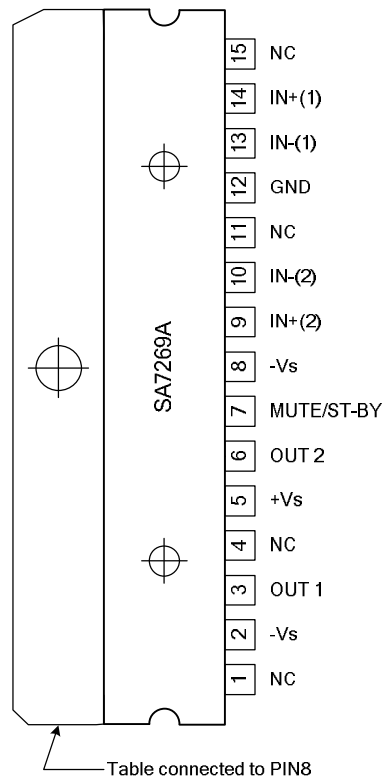 15 NC
14 IN+(1)
13 IN-(1)
12 GND
11 NC
10 IN-(2)
9 IN+(2)
8 -Vs
SA7269A
7 MUTE/ST-BY
6 OUT 2
5 +Vs
4 NC
3 OUT 1
2 -Vs
1 NC
Table connected to PIN8